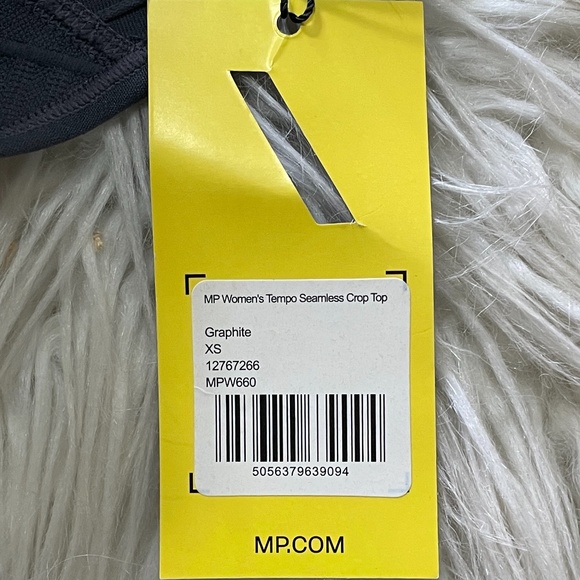 MP Women's Tempo Seamless Crop Top
Graphite
XS
12767266
MPW660
5056379639094
MP.COM